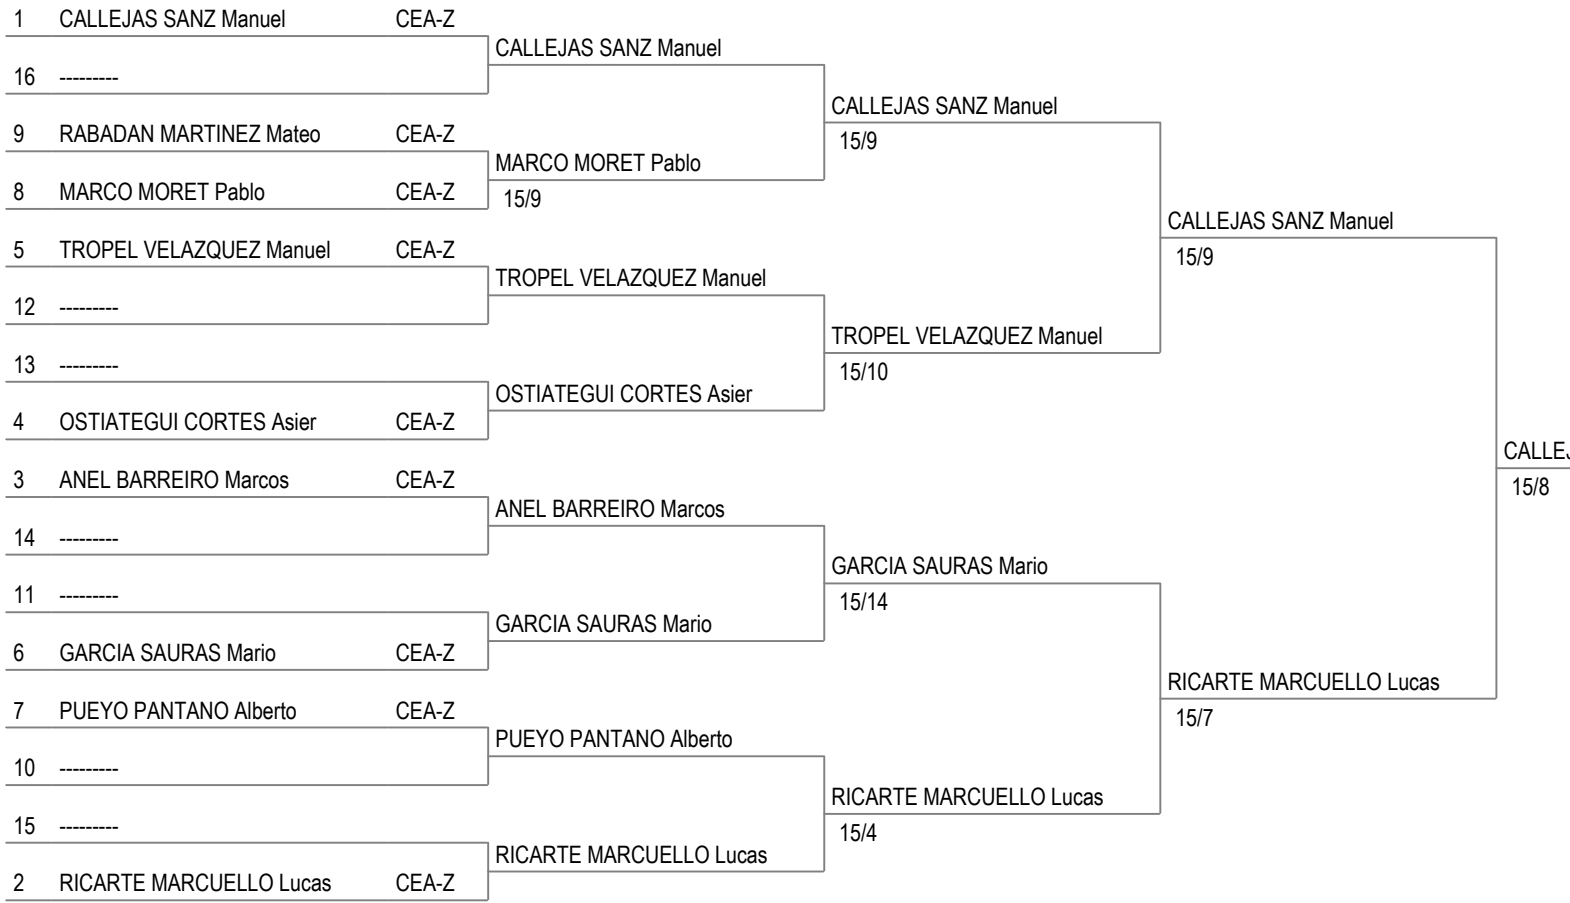 1 CALLEJAS SANZ Manuel CEA-Z
CALLEJAS SANZ Manuel
16 ---------
CALLEJAS SANZ Manuel
9 RABADAN MARTINEZ Mateo CEA-Z
15/9
MARCO MORET Pablo
8 MARCO MORET Pablo CEA-Z
15/9
CALLEJAS SANZ Manuel
5 TROPEL VELAZQUEZ Manuel CEA-Z
15/9
TROPEL VELAZQUEZ Manuel
12 ---------
TROPEL VELAZQUEZ Manuel
13 ---------
15/10
OSTIATEGUI CORTES Asier
4 OSTIATEGUI CORTES Asier CEA-Z
CALLEJ
3 ANEL BARREIRO Marcos CEA-Z
15/8
ANEL BARREIRO Marcos
14 ---------
GARCIA SAURAS Mario
11 ---------
15/14
GARCIA SAURAS Mario
6 GARCIA SAURAS Mario CEA-Z
RICARTE MARCUELLO Lucas
7 PUEYO PANTANO Alberto CEA-Z
15/7
PUEYO PANTANO Alberto
10 ---------
RICARTE MARCUELLO Lucas
15 ---------
15/4
RICARTE MARCUELLO Lucas
2 RICARTE MARCUELLO Lucas CEA-Z